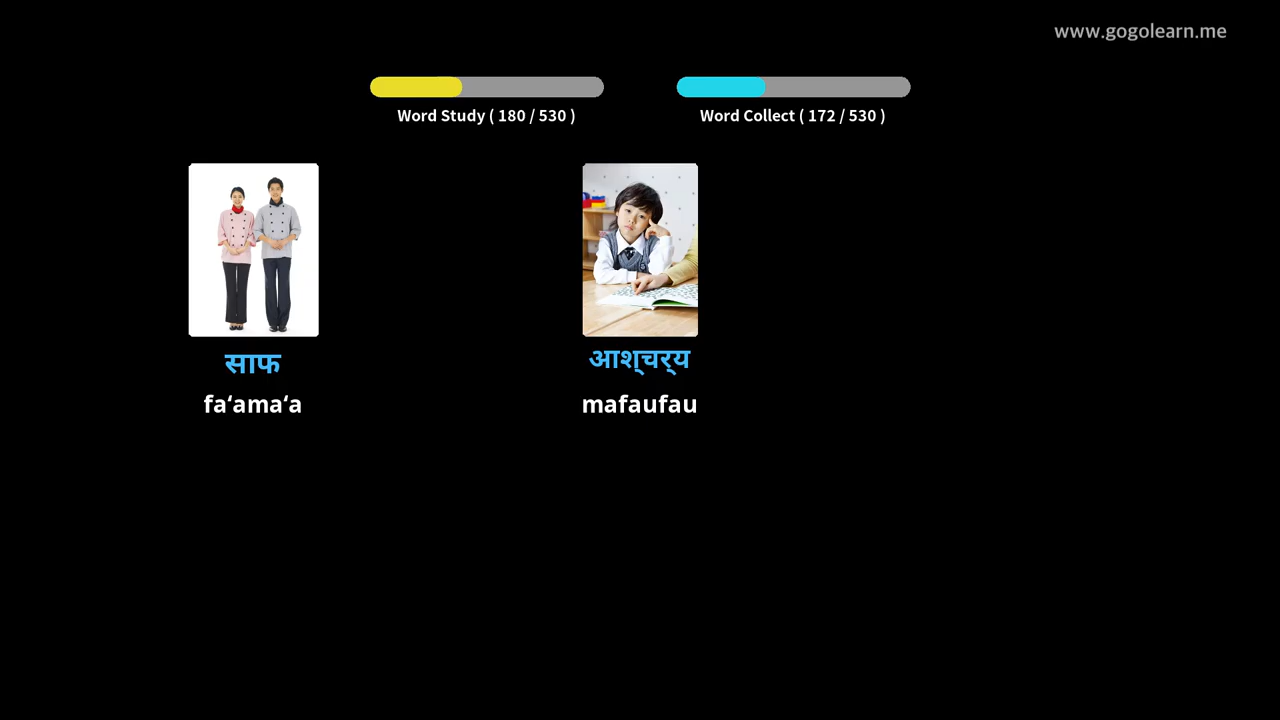 www.gogolearn.me
Word Study ( 180 / 530 )
Word Collect ( 172 / 530 )
साफ
आश्चर्य
fa‘ama‘a
mafaufau